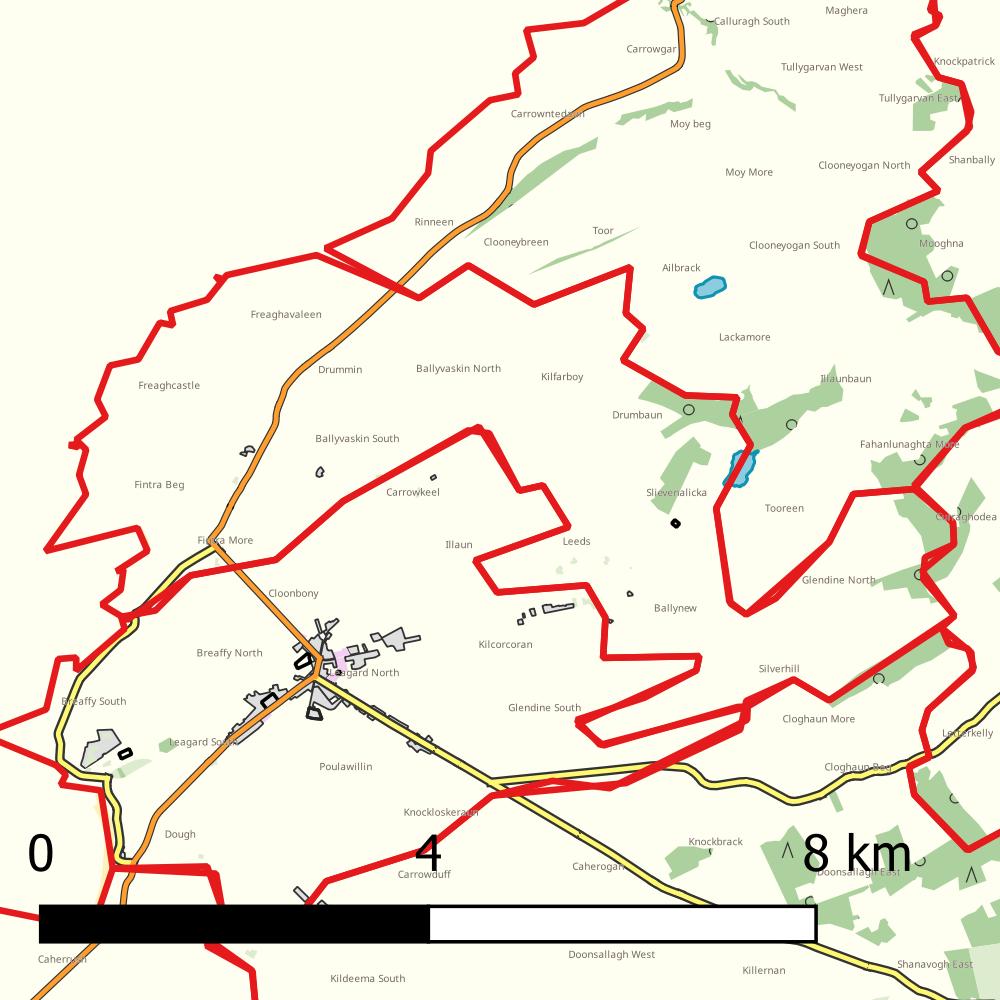 Maghera
Calluragh South
Carrowgar
Knockpatrick
Tullygarvan West
Tullygarvan East
Carrowntedaun
Moy beg
Shanbally
Clooneyogan North
Moy More
Rinneen
Toor
Clooneybreen
Clooneyogan South
Mooghna
Ailbrack
Freaghavaleen
Lackamore
Drummin
Ballyvaskin North
Kilfarboy
Illaunbaun
Freaghcastle
Drumbaun
Ballyvaskin South
Fahanlunaghta More
Fintra Beg
Carrowkeel
Slievenalicka
Tooreen
Curraghodea
Fintra More
Illaun
Leeds
Glendine North
Cloonbony
Ballynew
Kilcorcoran
Breaffy North
Leagard North
Silverhill
Breaffy South
Glendine South
Cloghaun More
Letterkelly
Leagard South
Poulawillin
Cloghaun Beg
Knockloskeraun
Dough
Knockbrack
0 4 8 km
Caherogan
Carrowduff
Doonsallagh East
Caherrush
Doonsallagh West
Shanavogh East
Killernan
Kildeema South